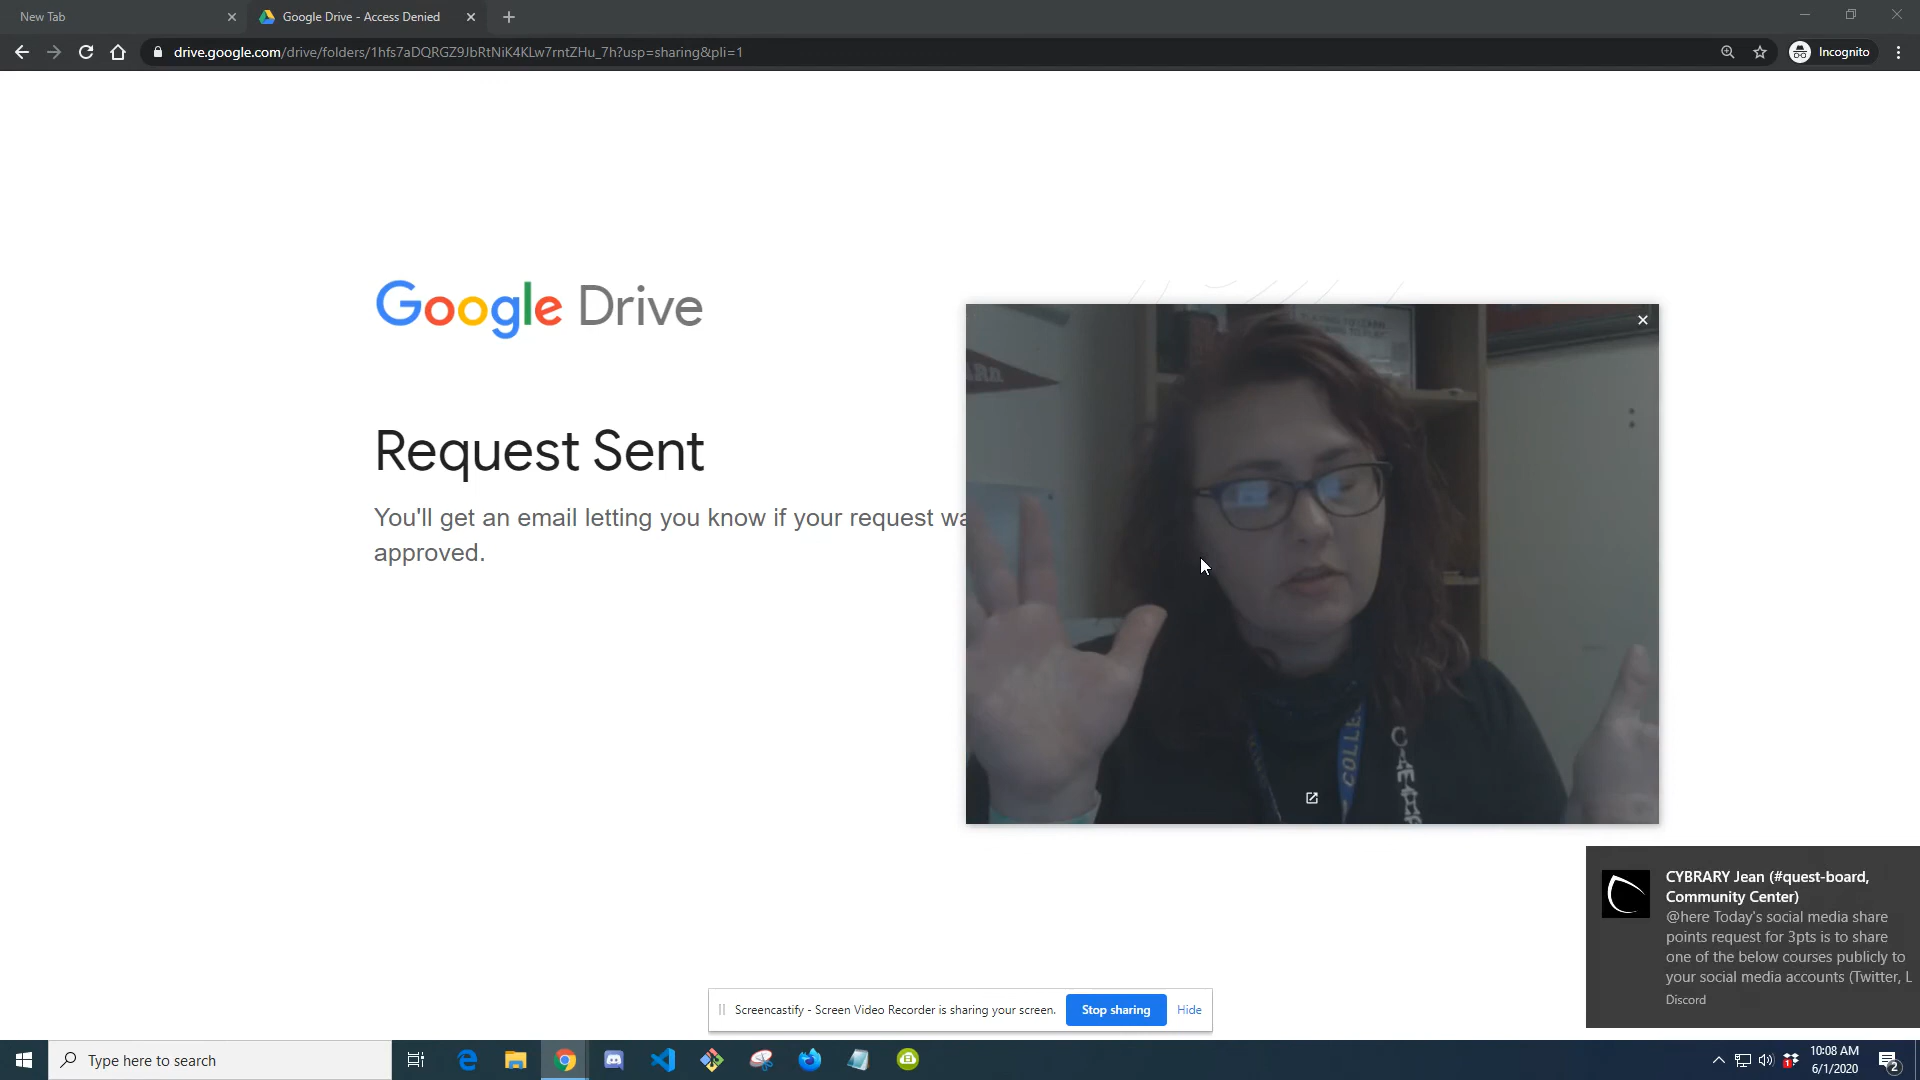 New Tab
Google Drive - Access Denied
drive.google.com/drive/folders/1hfs7aDQRGZ9JbRtNiK4KLw7rntZHu_7h?usp=sharing&pli=1
Incognito
Google Drive
Request Sent
You'll get an email letting you know if your request wa
approved.
COLLE
CYBRARY Jean (#quest-board,
Community Center)
@here Today's social media share
points request for 3pts is to share
one of the below courses publicly to
your social media accounts (Twitter, L
Discord
Screencastify - Screen Video Recorder is sharing your screen.
Stop sharing
Hide
Type here to search
10:08 AM
6/1/2020
2